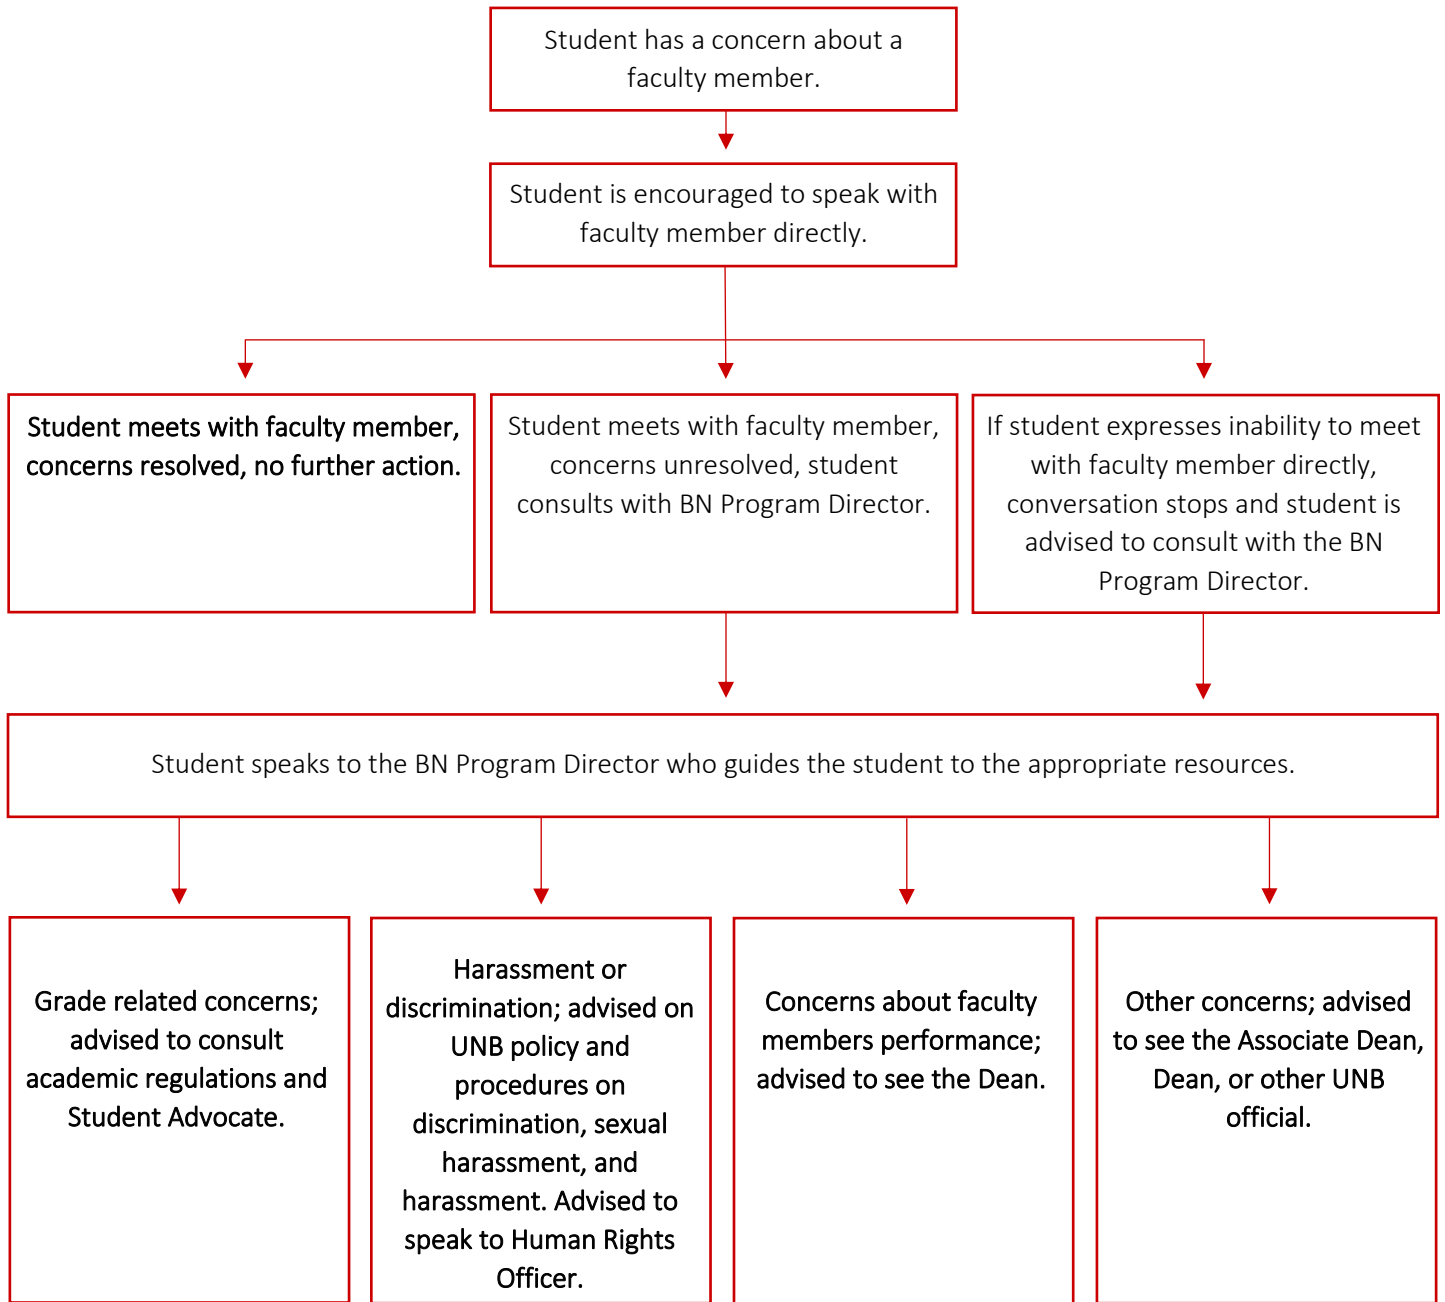 Student has a concern about a
faculty member.
Student is encouraged to speak with
faculty member directly.
Student meets with faculty member,
concerns resolved, no further action.
Student meets with faculty member,
concerns unresolved, student
consults with BN Program Director.
If student expresses inability to meet
with faculty member directly,
conversation stops and student is
advised to consult with the BN
Program Director.
Student speaks to the BN Program Director who guides the student to the appropriate resources.
Grade related concerns;
advised to consult
academic regulations and
Student Advocate.
Harassment or
discrimination; advised on
UNB policy and
procedures on
discrimination, sexual
harassment, and
harassment. Advised to
speak to Human Rights
Officer.
Concerns about faculty
members performance;
advised to see the Dean.
Other concerns; advised
to see the Associate Dean,
Dean, or other UNB
official.